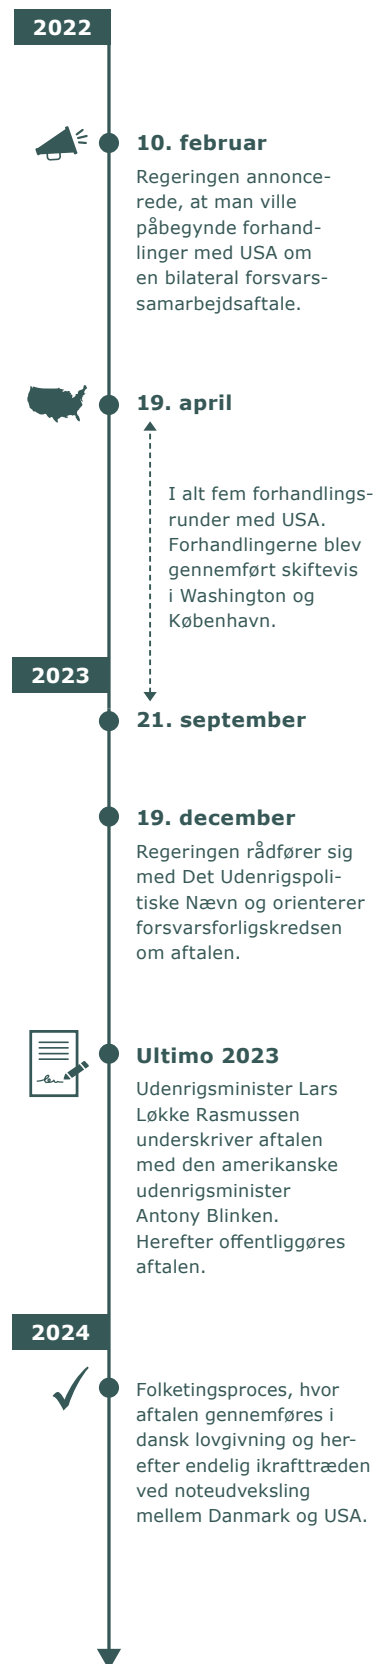 2022
10. februar
Regeringen annonce-
rede, at man ville
påbegynde forhand-
linger med USA om
en bilateral forsvars-
samarbejdsaftale.
19. april
I alt fem forhandlings-
runder med USA.
Forhandlingerne blev
gennemført skiftevis
i Washington og
København.
2023
21. september
19. december
Regeringen rådfører sig
med Det Udenrigspoli-
tiske Nævn og orienterer
forsvarsforligskredsen
om aftalen.
Ultimo 2023
Udenrigsminister Lars
Løkke Rasmussen
underskriver aftalen
med den amerikanske
udenrigsminister
Antony Blinken.
Herefter offentliggøres
aftalen.
2024
Folketingsproces, hvor
aftalen gennemføres i
dansk lovgivning og her-
efter endelig ikrafttræden
ved noteudveksling
mellem Danmark og USA.